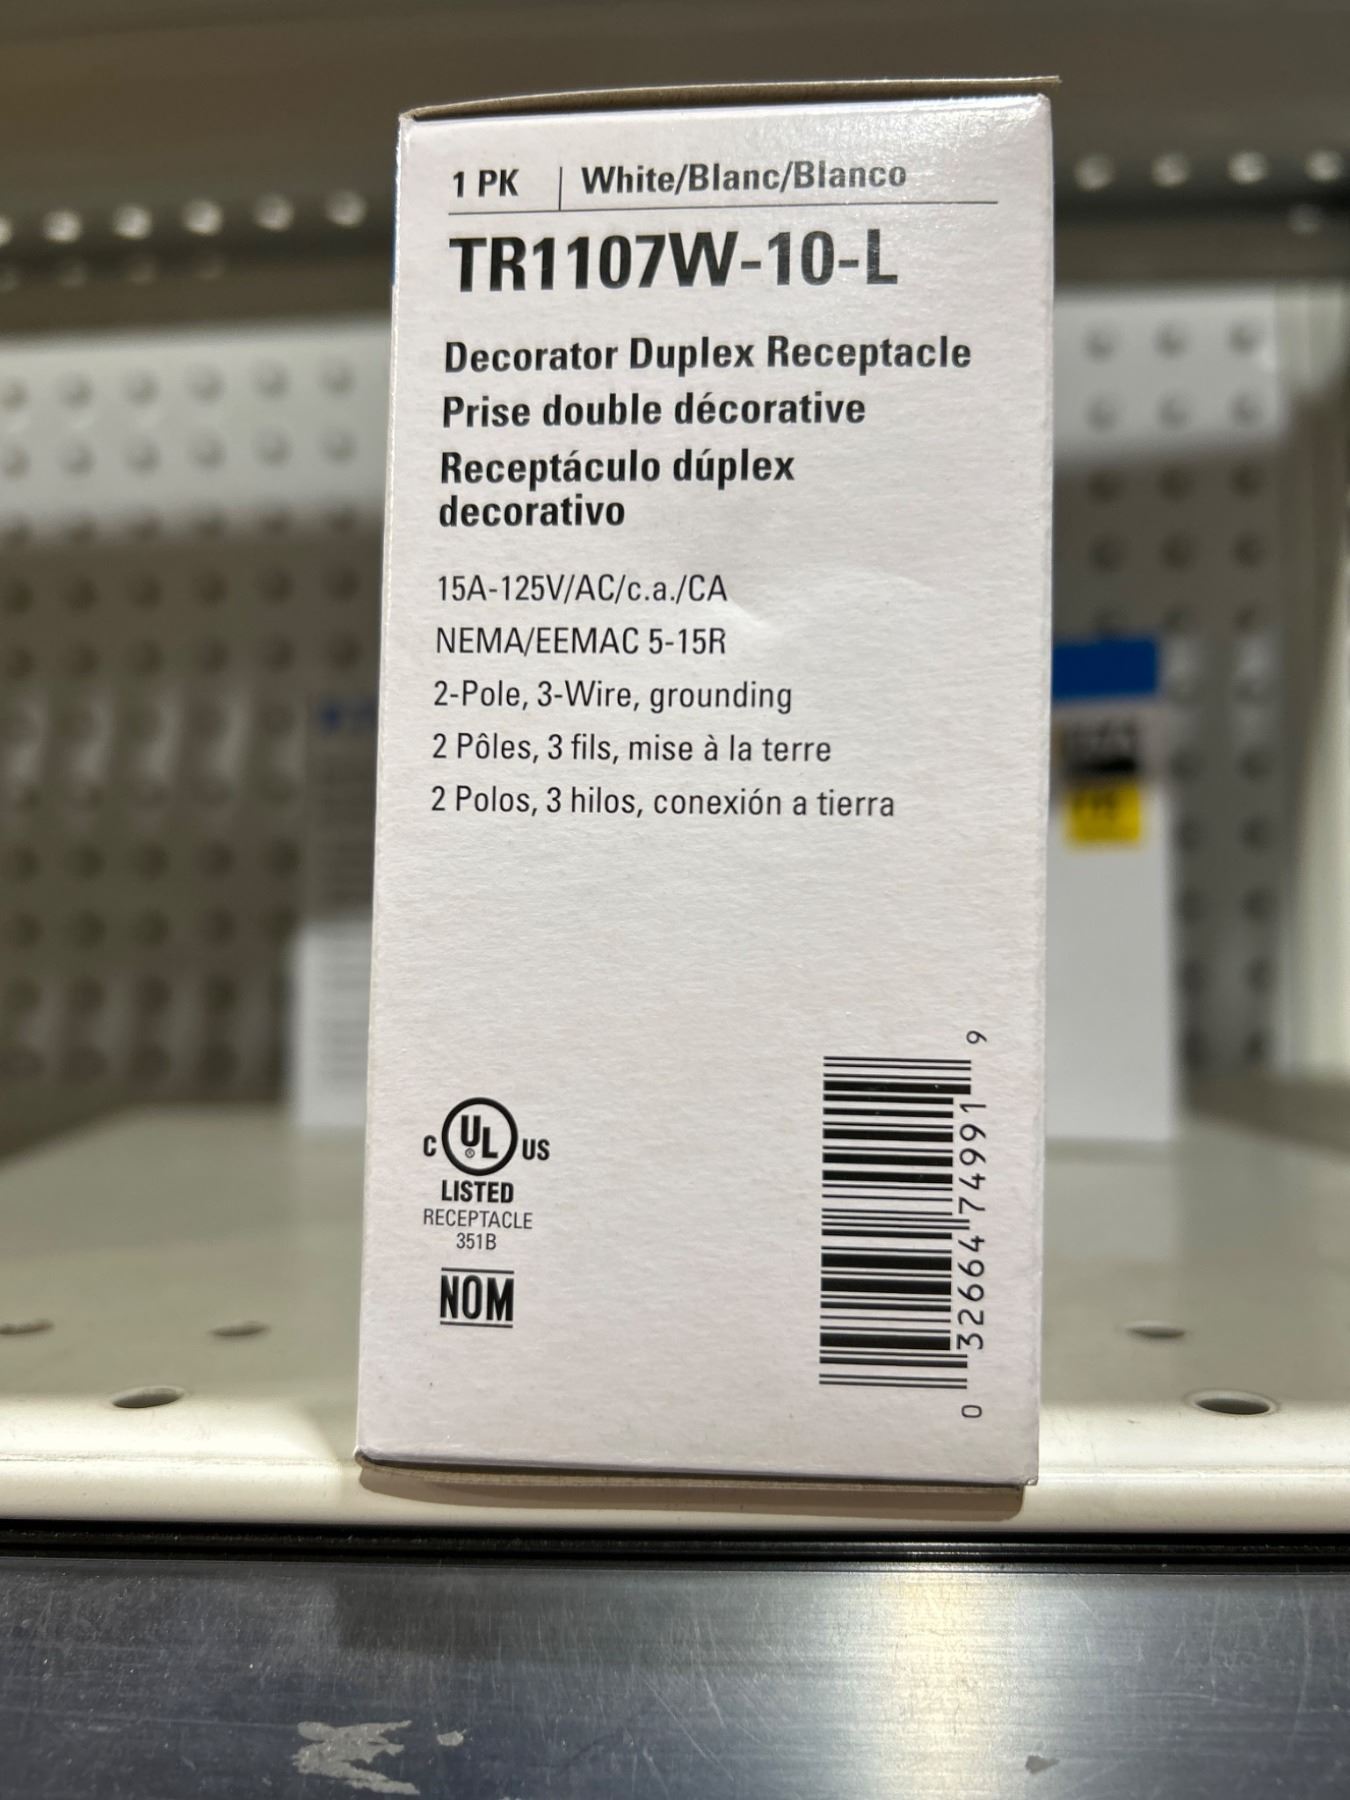 1 PK | White/Blanc/Blanco
TR1107W-10-L
Decorator Duplex Receptacle
Prise double décorative
Receptáculo dúplex
decorativo
15A-125V/AC/c.a./CA
NEMA/EEMAC 5-15R
2-Pole, 3-Wire, grounding
2 Pôles, 3 fils, mise à la terre
2 Polos, 3 hilos, conexión a tierra
C UL® US
LISTED
RECEPTACLE
351B
NOM
0 32664 74991 9